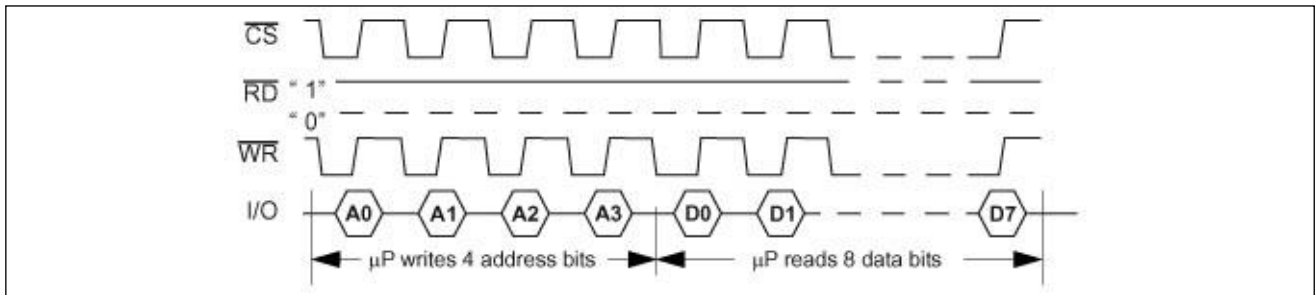 CS
RD “ 1”
“ 0”
WR
I/O A0 A1 A2 A3 D0 D1 D7
μP writes 4 address bits μP reads 8 data bits